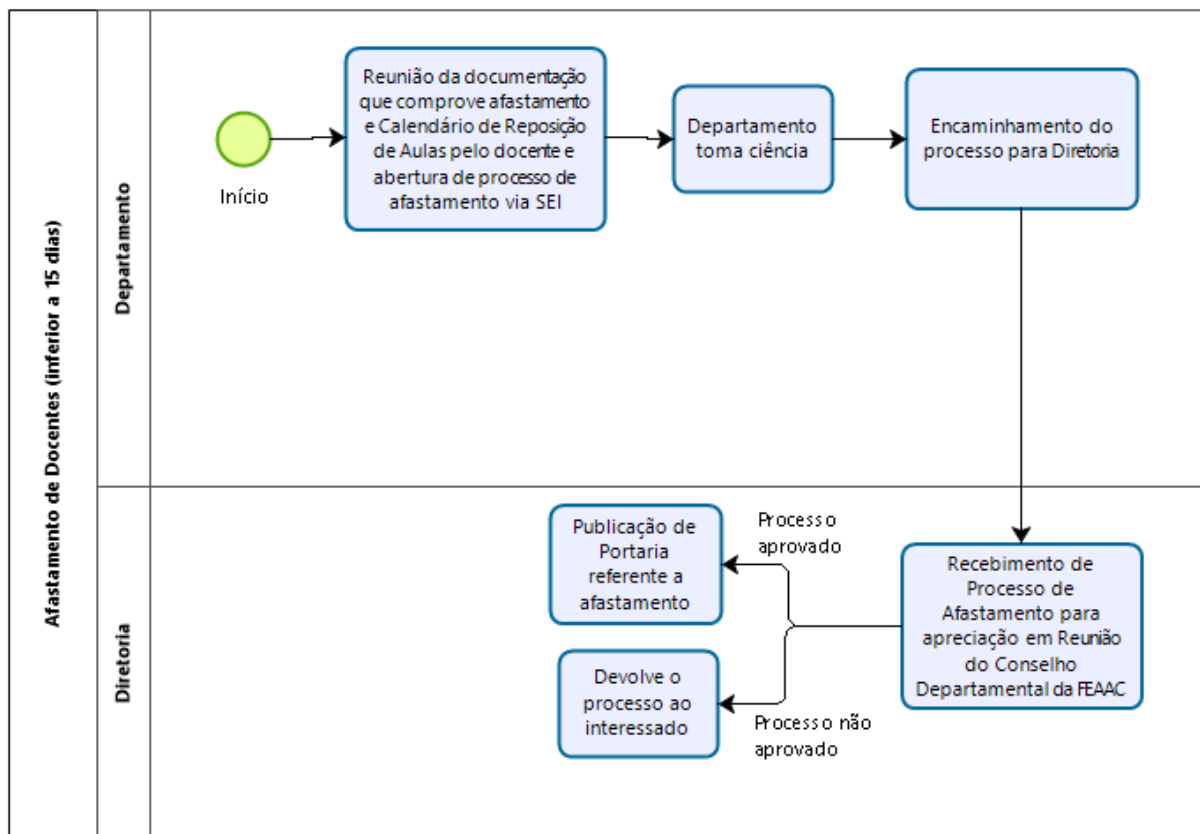 Afastamento de Docentes (inferior a 15 dias)
Departamento
Início
Reunião da documentação
que comprove afastamento
e Calendário de Reposição
de Aulas pelo docente e
abertura de processo de
afastamento via SEI
Departamento
toma ciência
Encaminhamento do
processo para Diretoria
Diretoria
Recebimento de
Processo de
Afastamento para
apreciação em Reunião
do Conselho
Departamental da FEAAC
Processo
aprovado
Publicação de
Portaria
referente a
afastamento
Processo não
aprovado
Devolve o
processo ao
interessado